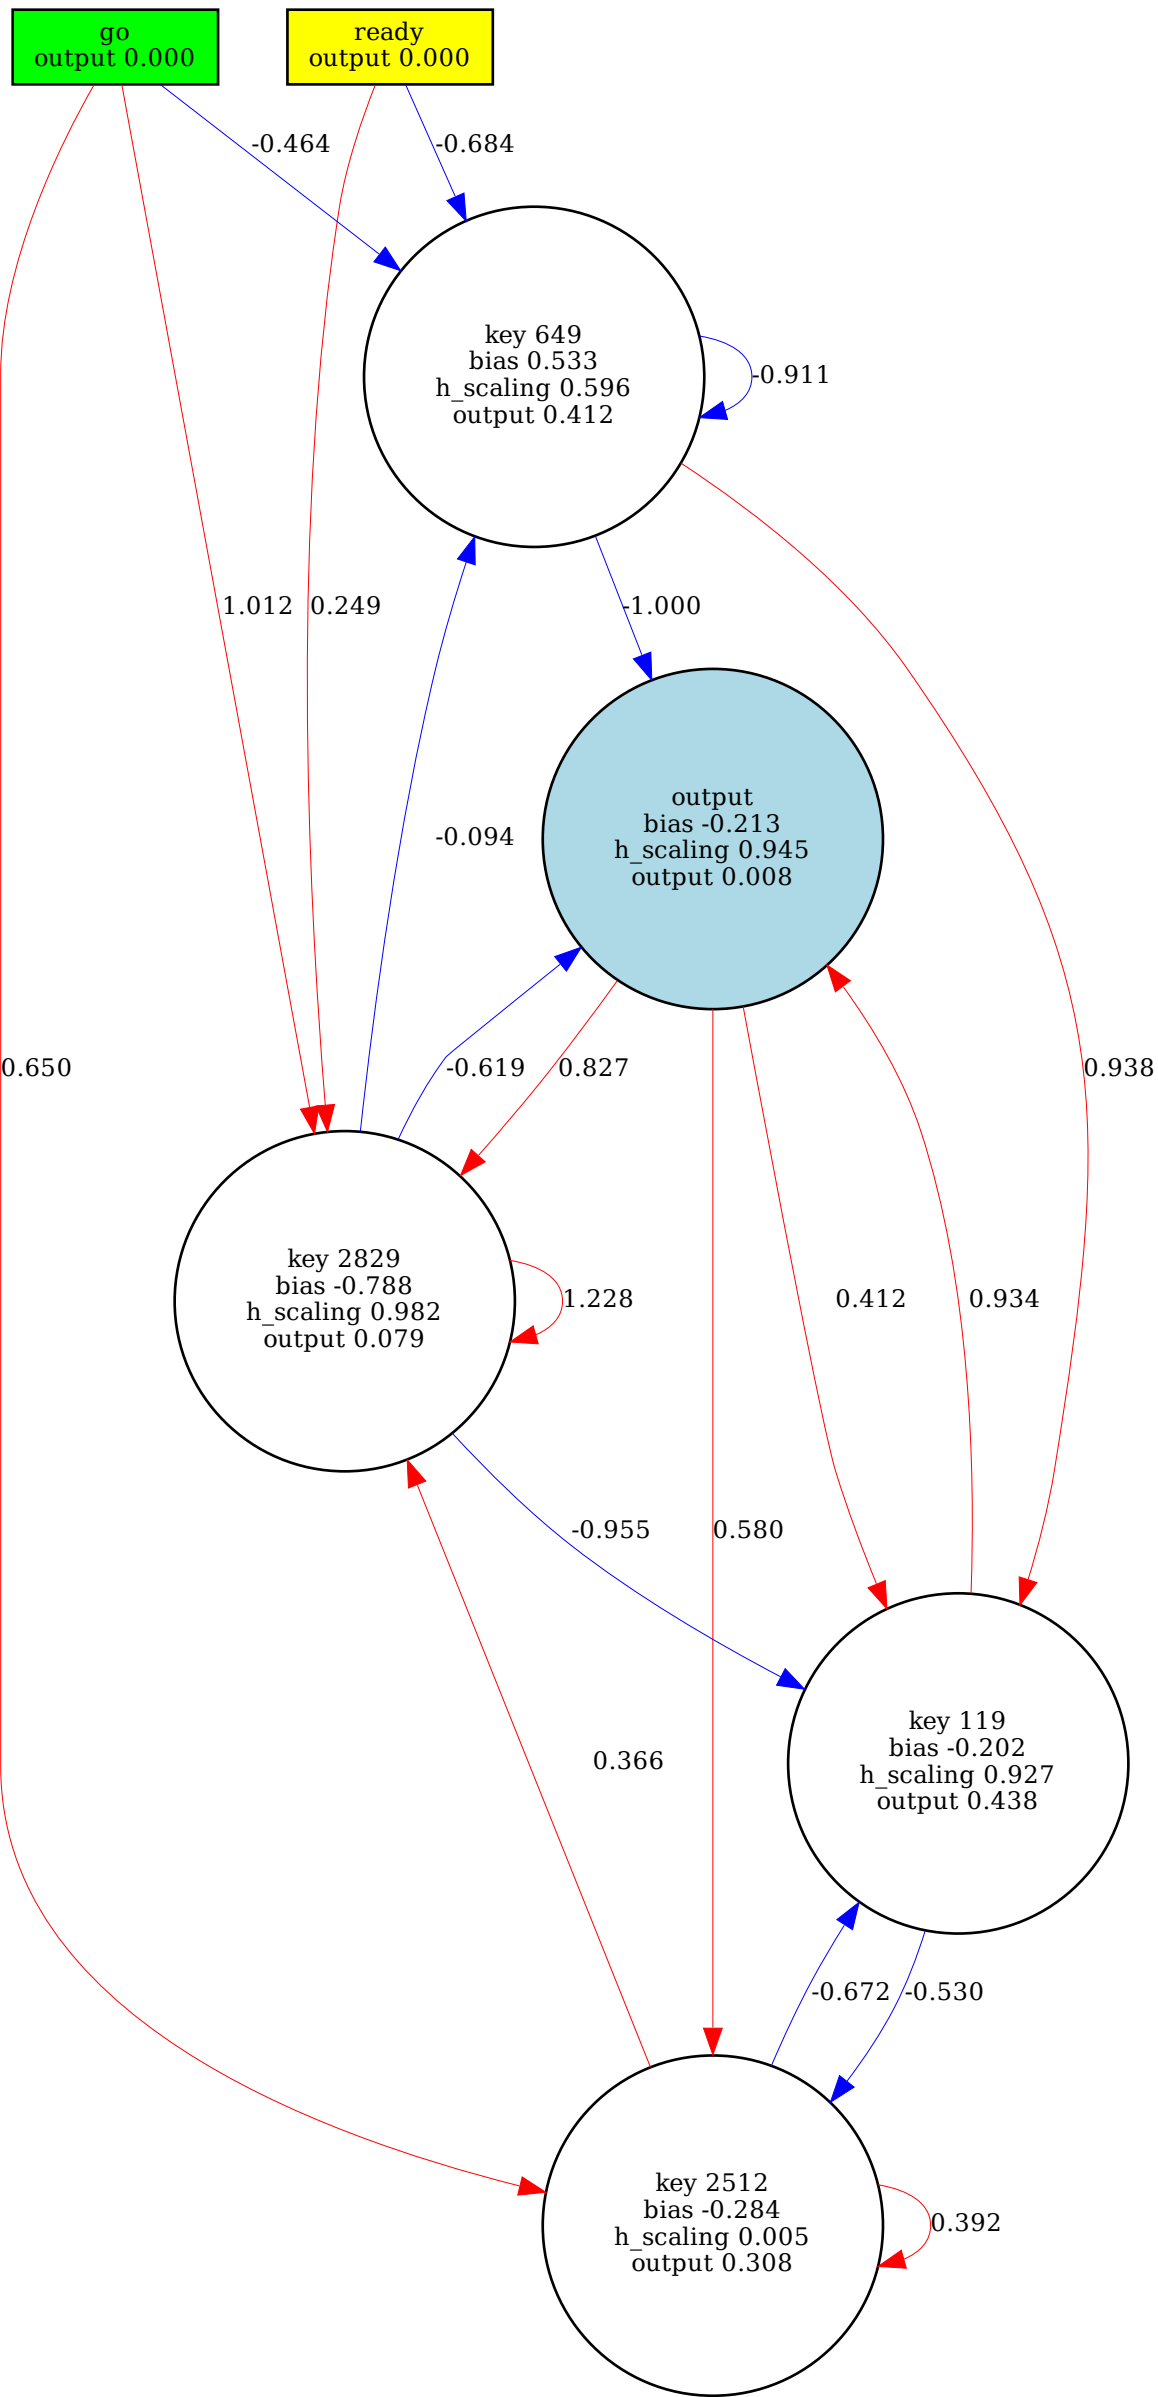 go
output 0.000
ready
output 0.000
-0.464
-0.684
key 649
bias 0.533
h_scaling 0.596
output 0.412
-0.911
1.012
0.249
-1.000
output
bias -0.213
h_scaling 0.945
output 0.008
-0.094
0.650
-0.619
0.827
0.938
key 2829
bias -0.788
h_scaling 0.982
output 0.079
1.228
0.412
0.934
-0.955
0.580
key 119
bias -0.202
h_scaling 0.927
output 0.438
0.366
-0.672
-0.530
key 2512
bias -0.284
h_scaling 0.005
output 0.308
0.392